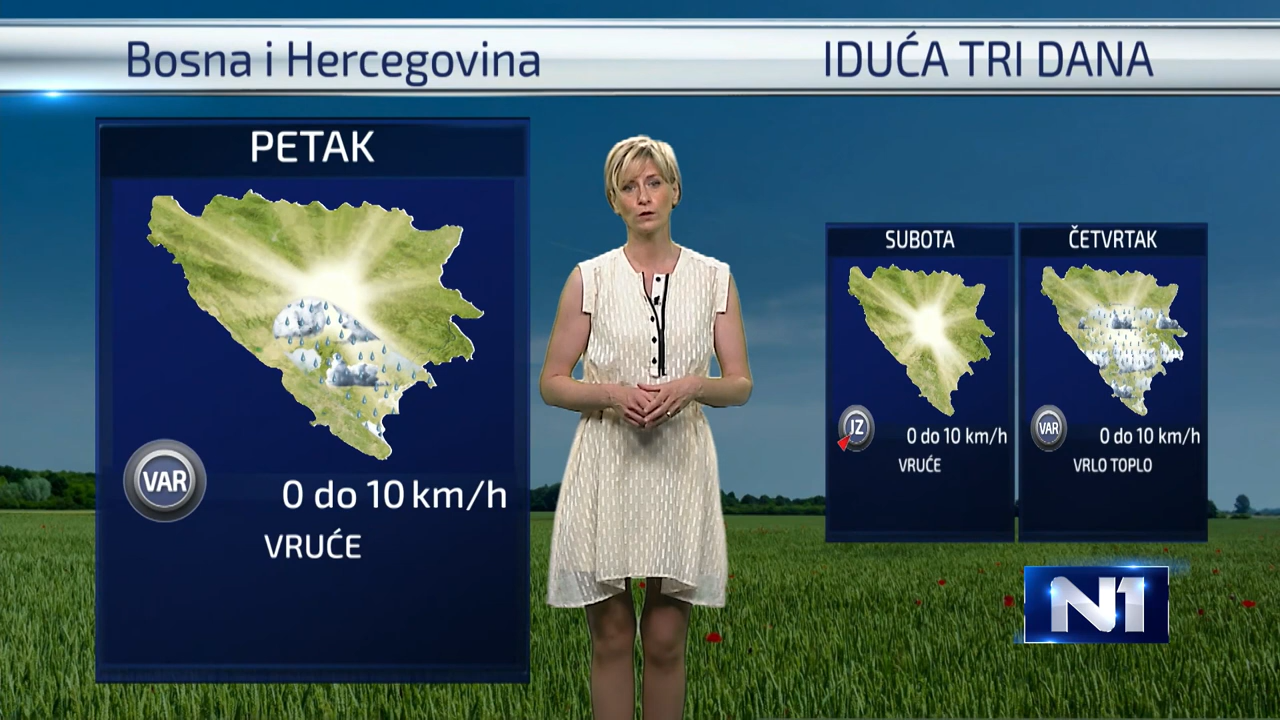 Bosna i Hercegovina
IDUĆA TRI DANA
PETAK
VAR
0 do 10 km/h
VRUĆE
SUBOTA
JZ
0 do 10 km/h
VRUĆE
ČETVRTAK
VAR
0 do 10 km/h
VRLO TOPLO
N1